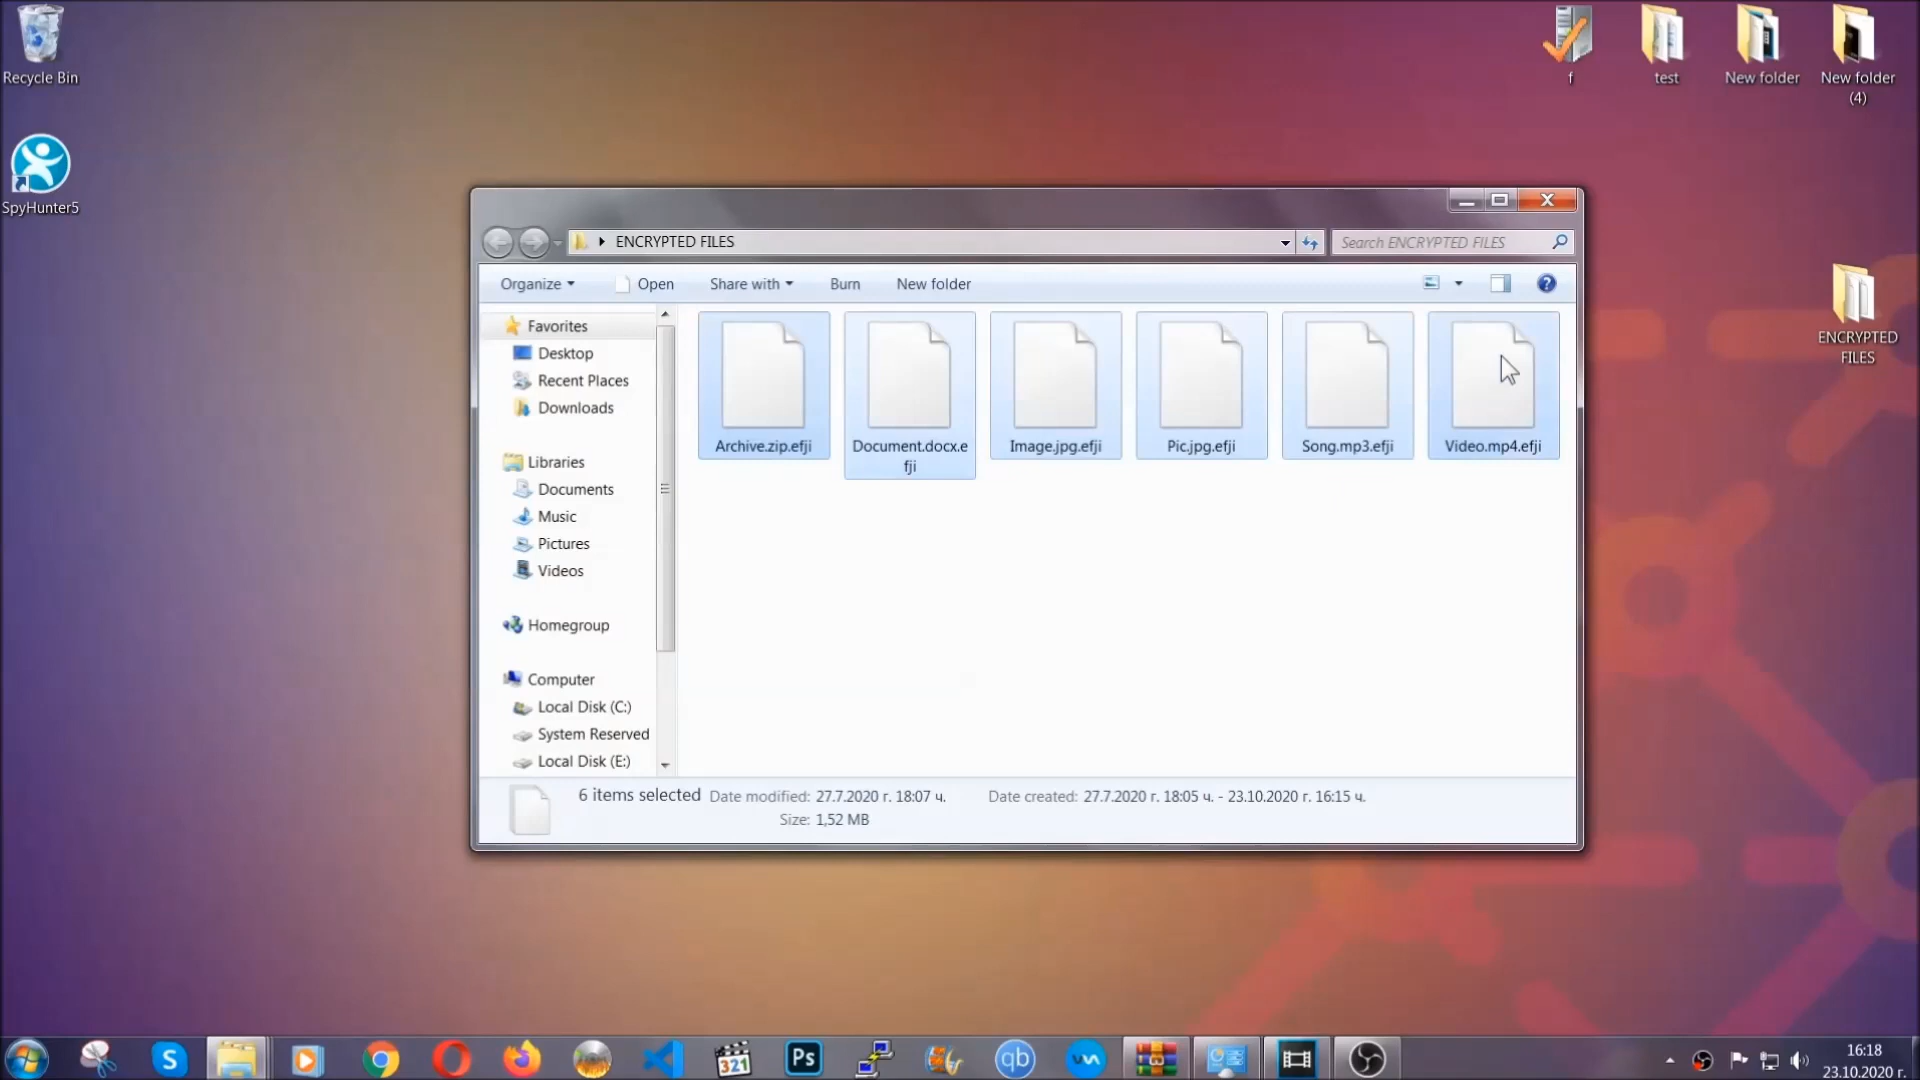 Recycle Bin
SpyHunter5
f
test
New folder
New folder
(4)
ENCRYPTED
FILES
ENCRYPTED FILES
Search ENCRYPTED FILES
Organize
Open
Share with
Burn
New folder
Favorites
Desktop
Recent Places
Downloads
Libraries
Documents
Music
Pictures
Videos
Homegroup
Computer
Local Disk (C:)
System Reserved
Local Disk (E:)
Archive.zip.efji
Document.docx.e
fji
Image.jpg.efji
Pic.jpg.efji
Song.mp3.efji
Video.mp4.efji
6 items selected Date modified: 27.7.2020 г. 18:07 ч. Date created: 27.7.2020 г. 18:05 ч. - 23.10.2020 г. 16:15 ч.
Size: 1,52 MB
S
321
Ps
qb
16:18
23.10.2020 г.